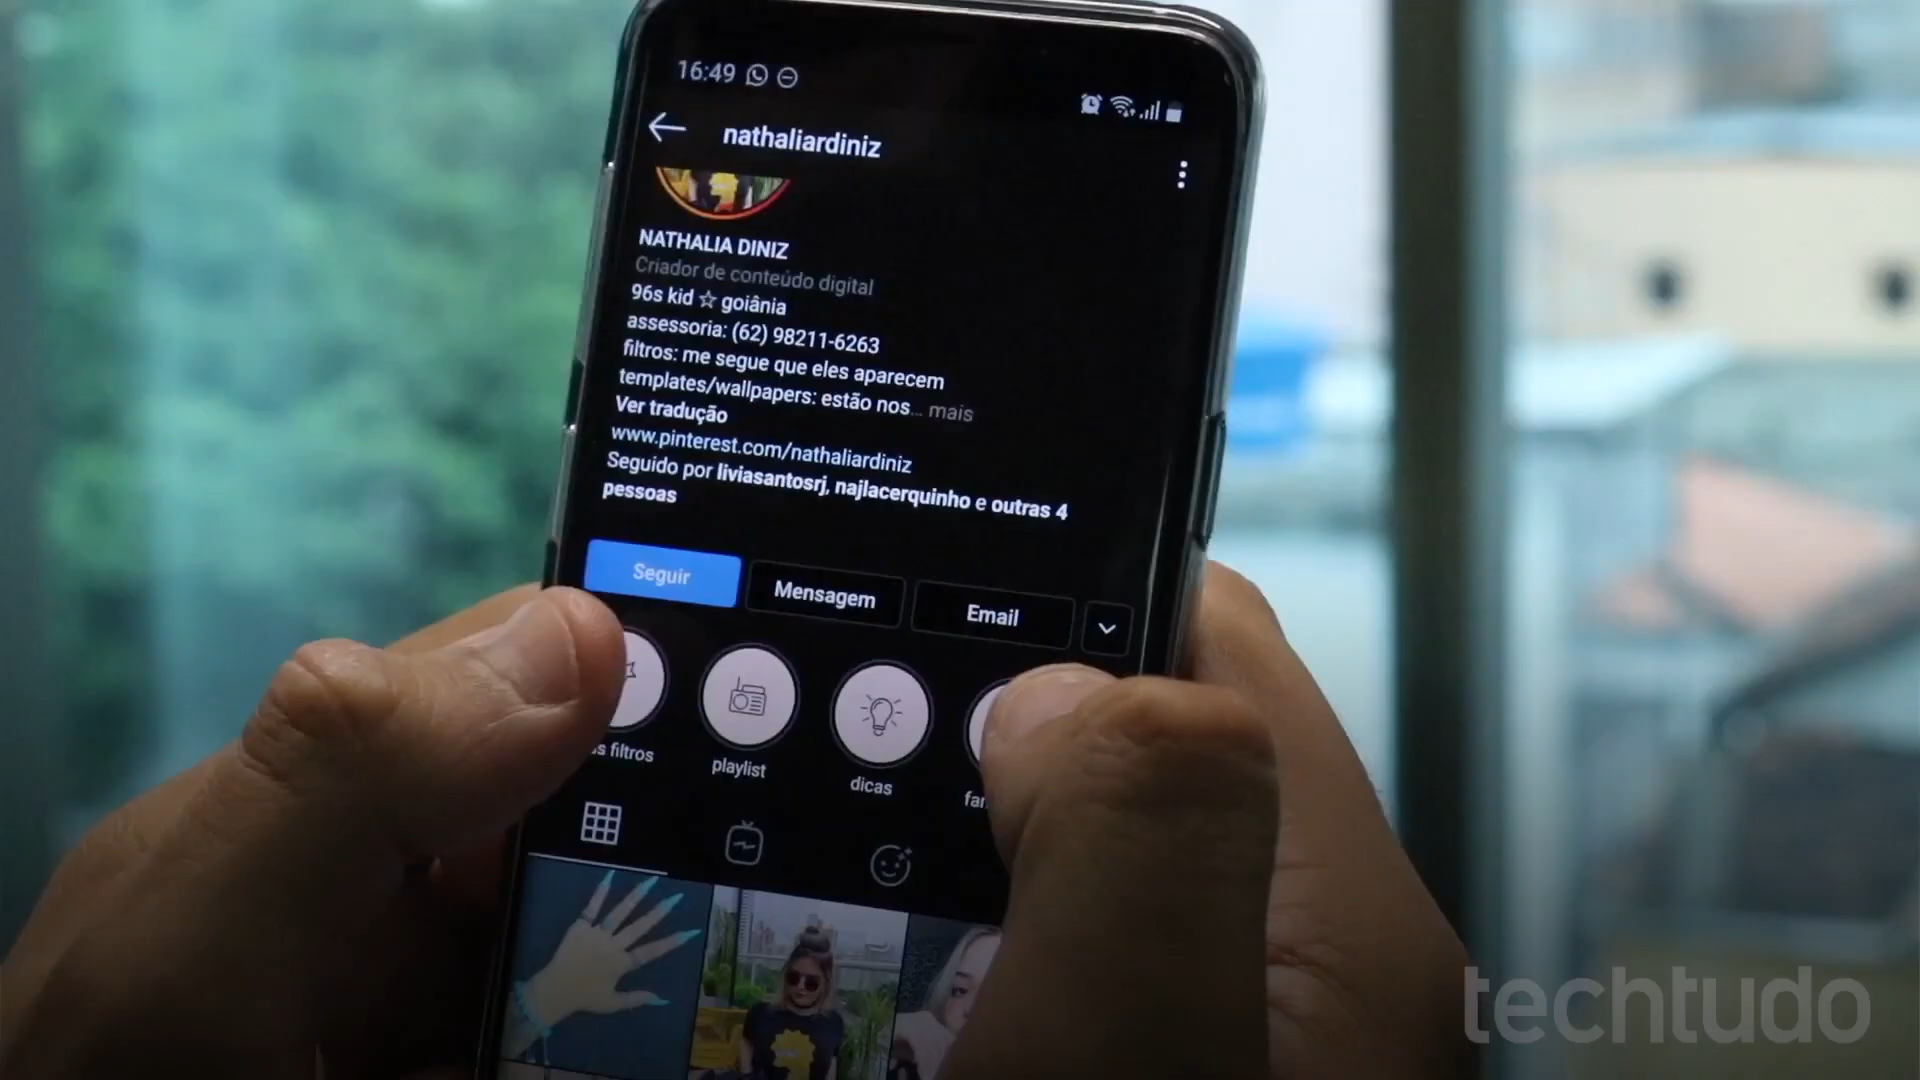 16:49
nathaliardiniz
NATHALIA DINIZ
Criador de conteúdo digital
96s kid ☆ goiânia
assessoria: (62) 98211-6263
filtros: me segue que eles aparecem
templates/wallpapers: estão nos... mais
Ver tradução
www.pinterest.com/nathaliardiniz
Seguido por liviasantosrj, najlacerquinho e outras 4
pessoas
Seguir
Mensagem
Email
filtros
playlist
dicas
techtudo